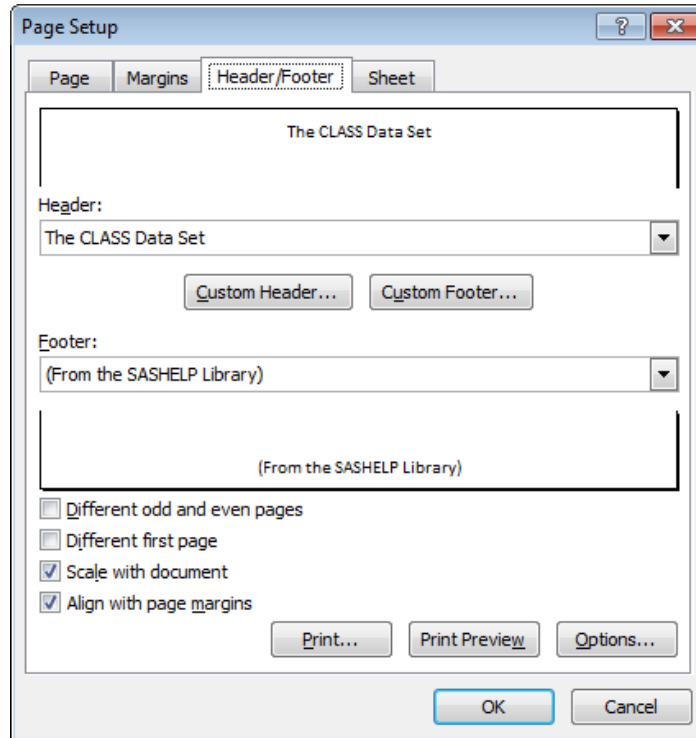 Page Setup
Page Margins Header/Footer Sheet
The CLASS Data Set
Header:
The CLASS Data Set
Custom Header... Custom Footer...
Footer:
(From the SASHELP Library)
(From the SASHELP Library)
Different odd and even pages
Different first page
Scale with document
Align with page margins
Print... Print Preview Options...
OK Cancel